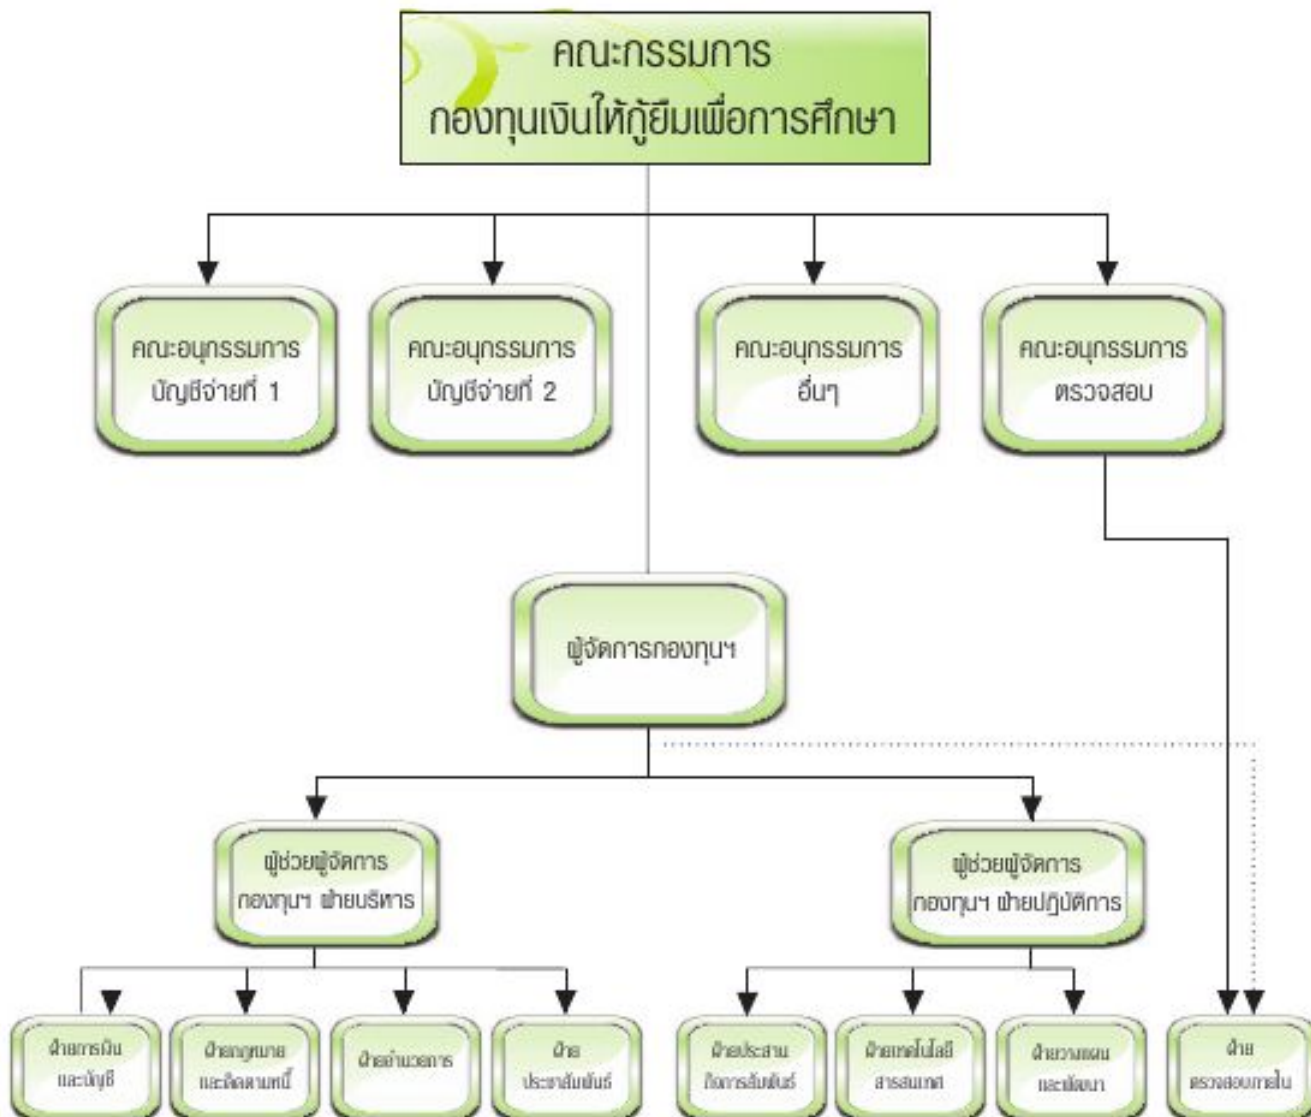 คณะกรรมการ
กองทุนเงินให้กู้ยืมเพื่อการศึกษา
คณะอนุกรรมการ
บัญชีจ่ายที่ 1
คณะอนุกรรมการ
บัญชีจ่ายที่ 2
คณะอนุกรรมการ
อื่นๆ
คณะอนุกรรมการ
ตรวจสอบ
ผู้จัดการกองทุนฯ
ผู้ช่วยผู้จัดการ
กองทุนฯ ฝ่ายบริหาร
ผู้ช่วยผู้จัดการ
กองทุนฯ ฝ่ายปฏิบัติการ
ฝ่ายการเงิน
และบัญชี
ฝ่ายกฎหมาย
และติดตามหนี้
ฝ่ายอำนวยการ
ฝ่าย
ประชาสัมพันธ์
ฝ่ายประสาน
กิจการสัมพันธ์
ฝ่ายเทคโนโลยี
สารสนเทศ
ฝ่ายวางแผน
และพัฒนา
ฝ่าย
ตรวจสอบภายใน